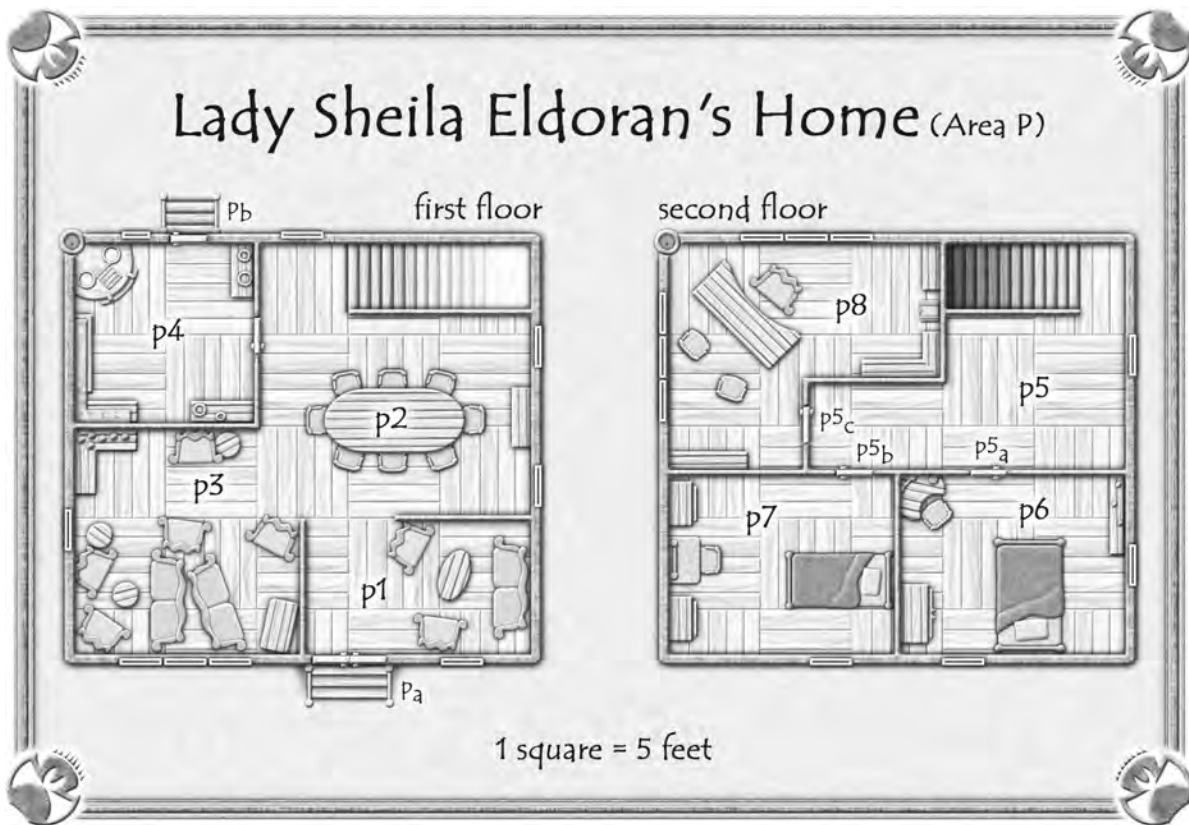 Lady Sheila Eldoran's Home (Area P)
Pb
first floor
second floor
p4
p8
p2
p5
p5c
p5b
p5a
p3
p7
p6
p1
Pa
1 square = 5 feet